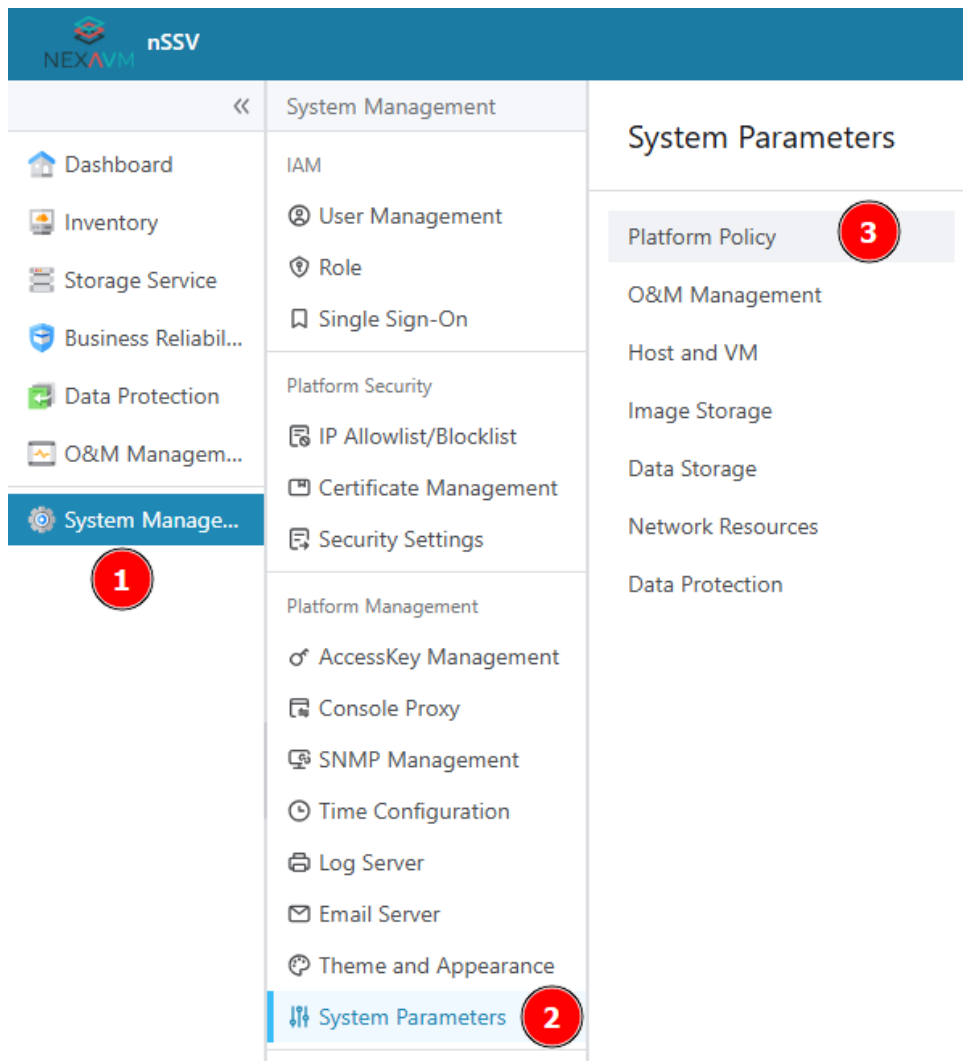 NEXAVM
nSSV
System Management
System Parameters
Dashboard
Inventory
Storage Service
Business Reliabil...
Data Protection
O&M Managem...
System Manage...
1
IAM
User Management
Role
Single Sign-On
Platform Security
IP Allowlist/Blocklist
Certificate Management
Security Settings
Platform Management
AccessKey Management
Console Proxy
SNMP Management
Time Configuration
Log Server
Email Server
Theme and Appearance
System Parameters
2
Platform Policy
3
O&M Management
Host and VM
Image Storage
Data Storage
Network Resources
Data Protection